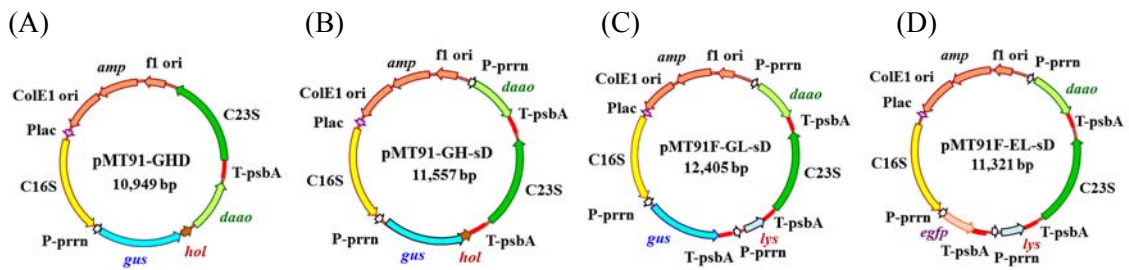 (A)
f1 ori
amp
ColE1 ori
Plac
C23S
pMT91-GHD
10,949 bp
C16S
T-psbA
daao
P-prrn
hol
gus
(B)
f1 ori
P-prrn
amp
daao
ColE1 ori
T-psbA
Plac
pMT91-GH-sD
11,557 bp
C16S
C23S
P-prrn
T-psbA
gus
hol
(C)
f1 ori
P-prrn
amp
daao
ColE1 ori
T-psbA
Plac
pMT91F-GL-sD
12,405 bp
C16S
C23S
P-prrn
T-psbA
gus
lys
T-psbA
P-prrn
(D)
f1 ori
P-prrn
amp
daao
ColE1 ori
T-psbA
Plac
pMT91F-EL-sD
11,321 bp
C16S
C23S
P-prrn
egfp
T-psbA
lys
T-psbA
P-prrn